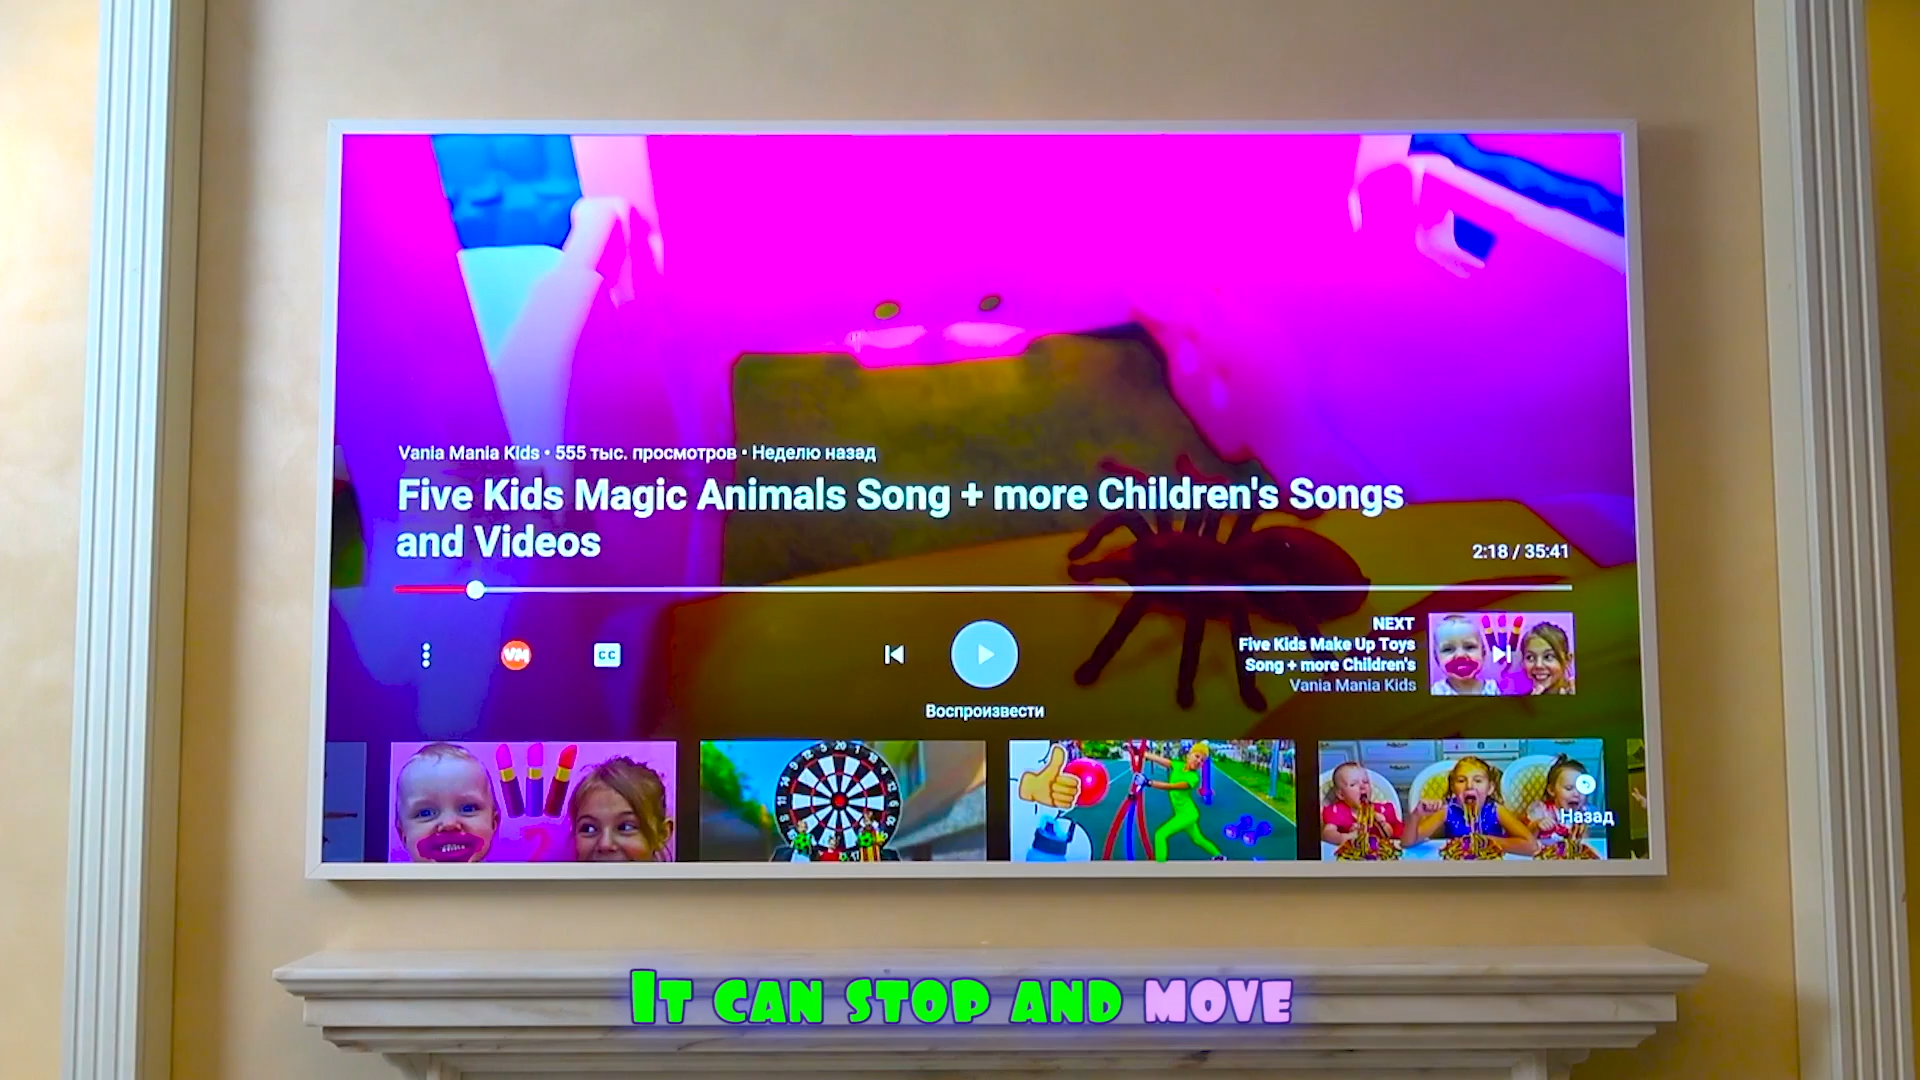 Vania Mania Kids • 555 тыс. просмотров • Неделю назад
Five Kids Magic Animals Song + more Children's Songs
and Videos
2:18 / 35:41
VM
CC
NEXT
Five Kids Make Up Toys
Song + more Children's
Vania Mania Kids
Воспроизвести
Назад
IT CAN STOP AND MOVE